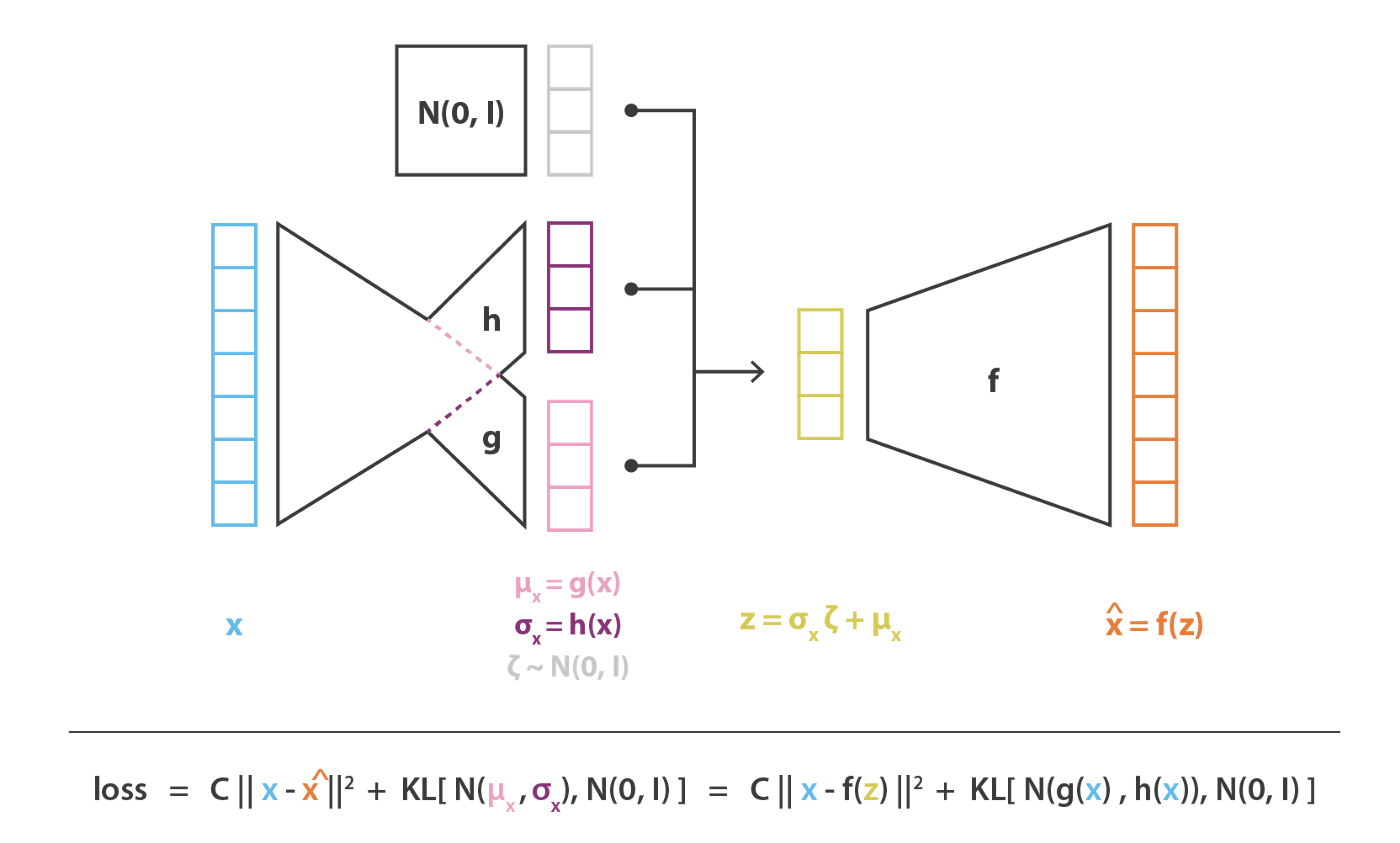 N(0, I)
h
g
f
x
μₓ = g(x)
σₓ = h(x)
ζ ~ N(0, I)
z = σₓ ζ + μₓ
x̂ = f(z)
loss = C || x - x̂ ||² + KL[ N(μₓ , σₓ), N(0, I) ] = C || x - f(z) ||² + KL[ N(g(x) , h(x)), N(0, I) ]